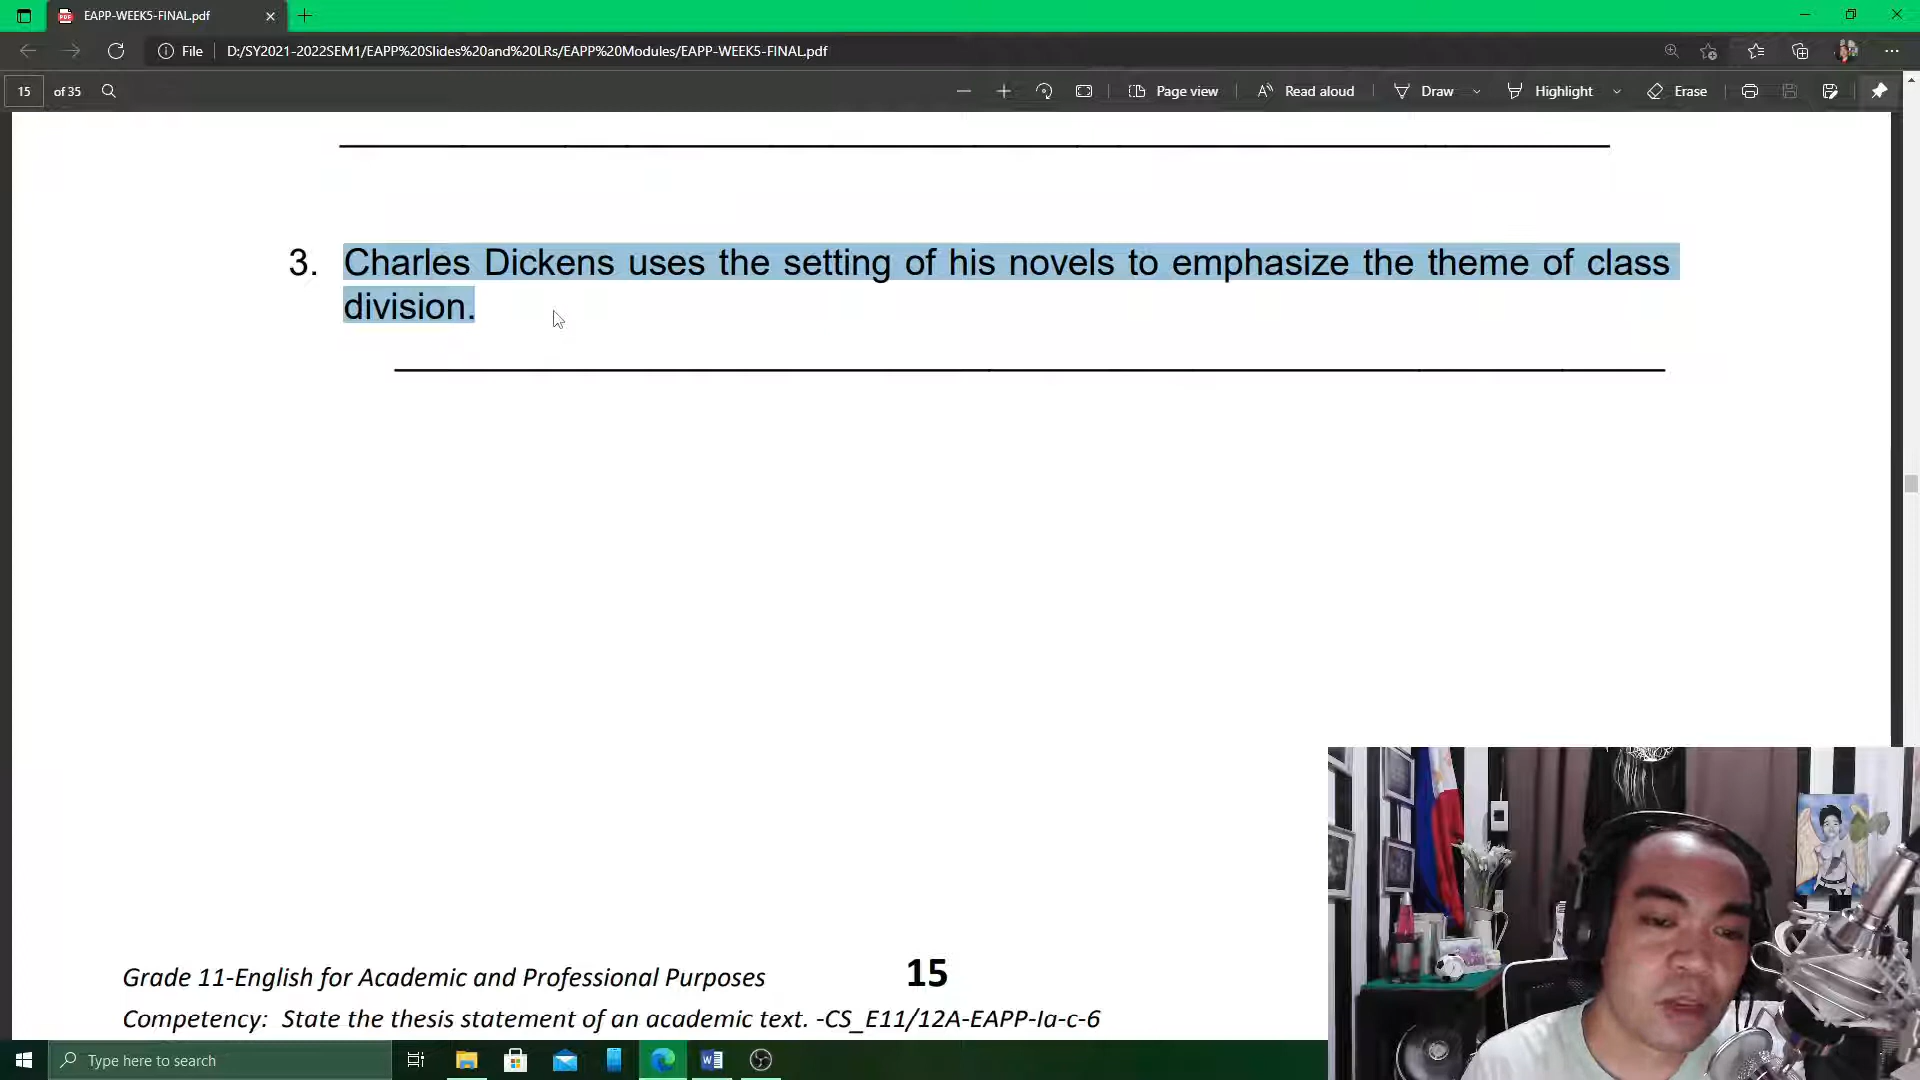 EAPP-WEEK5-FINAL.pdf
File
D:/SY2021-2022SEM1/EAPP%20Slides%20and%20LRs/EAPP%20Modules/EAPP-WEEK5-FINAL.pdf
15 of 35
Page view
Read aloud
Draw
Highlight
Erase
3. Charles Dickens uses the setting of his novels to emphasize the theme of class
division.
Grade 11-English for Academic and Professional Purposes 15
Competency: State the thesis statement of an academic text. -CS_E11/12A-EAPP-Ia-c-6
Type here to search